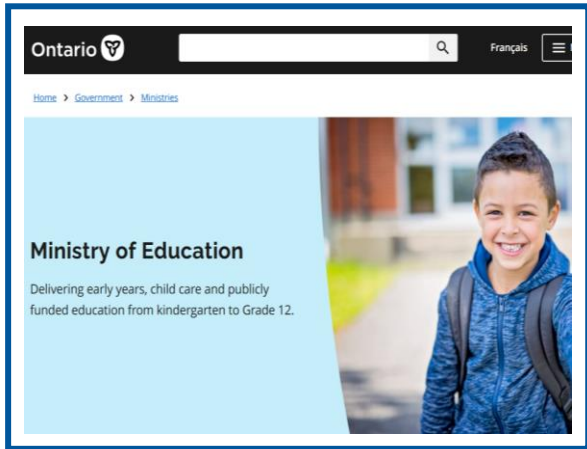 Ontario
Français
Home > Government > Ministries
Ministry of Education
Delivering early years, child care and publicly
funded education from kindergarten to Grade 12.